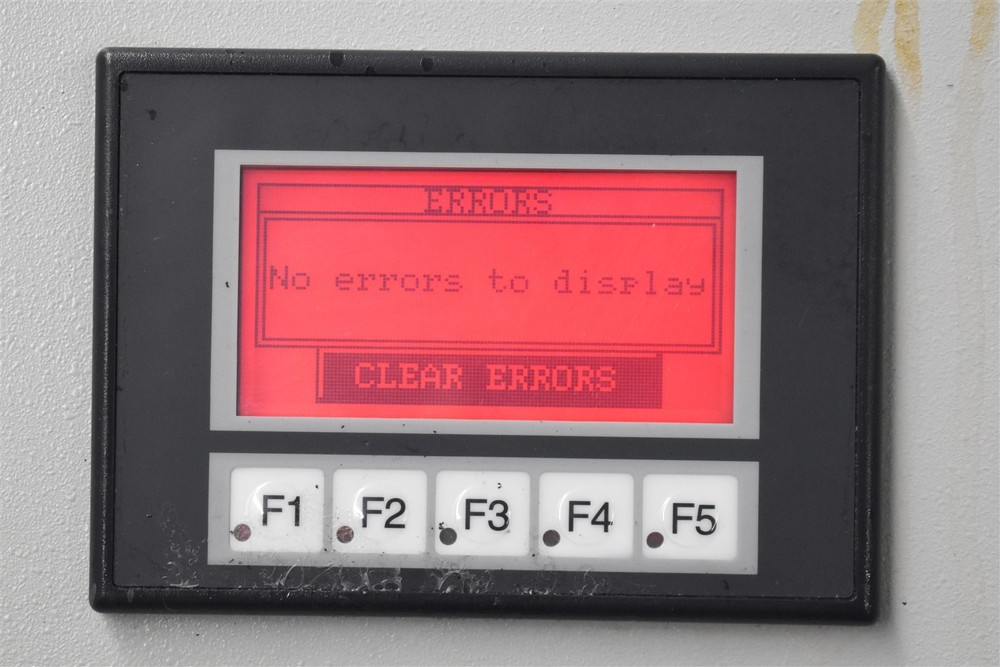 ERRORS
No errors to display
CLEAR ERRORS
F1 F2 F3 F4 F5